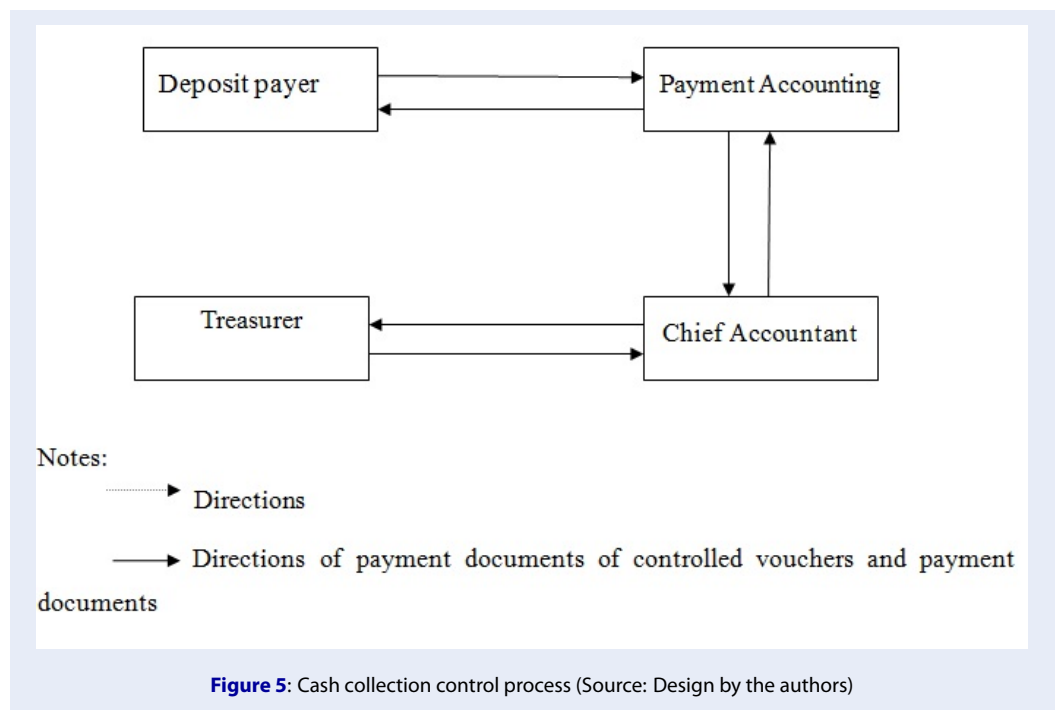 Deposit payer
Payment Accounting
Treasurer
Chief Accountant
Notes:
Directions
Directions of payment documents of controlled vouchers and payment
documents
Figure 5: Cash collection control process (Source: Design by the authors)